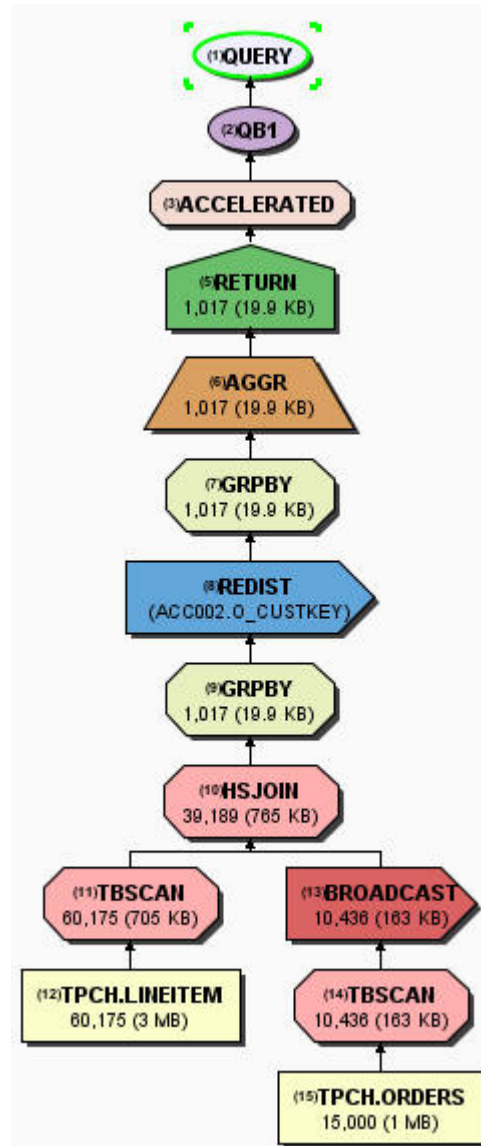 (1)QUERY
(2)QB1
(3)ACCELERATED
(5)RETURN
1,017 (19.9 KB)
(6)AGGR
1,017 (19.9 KB)
(7)GRPBY
1,017 (19.9 KB)
(8)REDIST
(ACC002.O_CUSTKEY)
(9)GRPBY
1,017 (19.9 KB)
(10)HSJOIN
39,189 (765 KB)
(11)TBSCAN
60,175 (705 KB)
(13)BROADCAST
10,436 (163 KB)
(12)TPCH.LINEITEM
60,175 (3 MB)
(14)TBSCAN
10,436 (163 KB)
(15)TPCH.ORDERS
15,000 (1 MB)